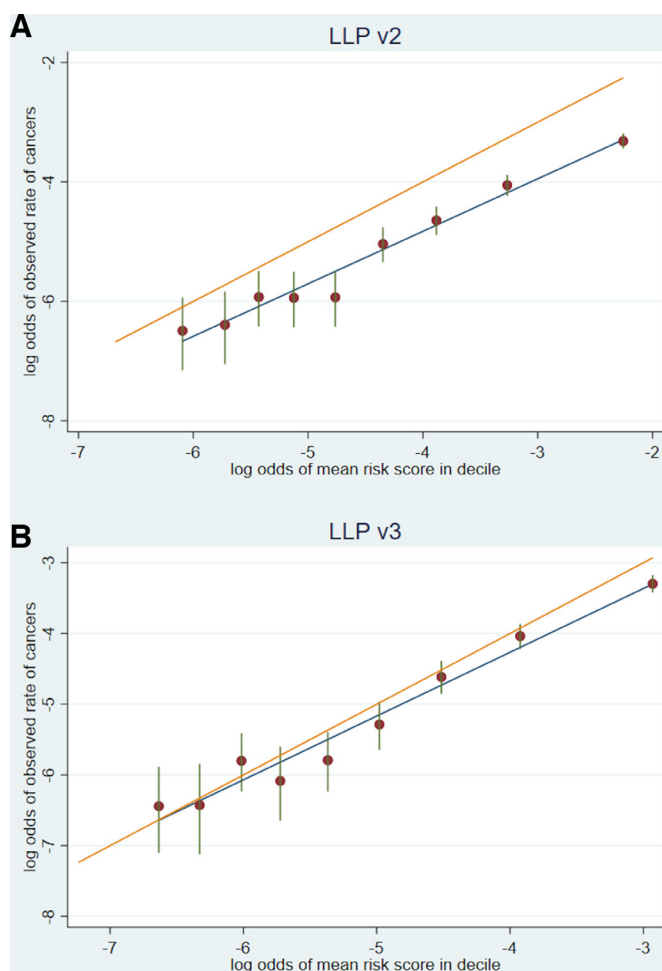 A
LLP v2
log odds of observed rate of cancers
-2
-4
-6
-8
-7 -6 -5 -4 -3 -2
log odds of mean risk score in decile
B
LLP v3
log odds of observed rate of cancers
-3
-4
-5
-6
-7
-8
-7 -6 -5 -4 -3
log odds of mean risk score in decile